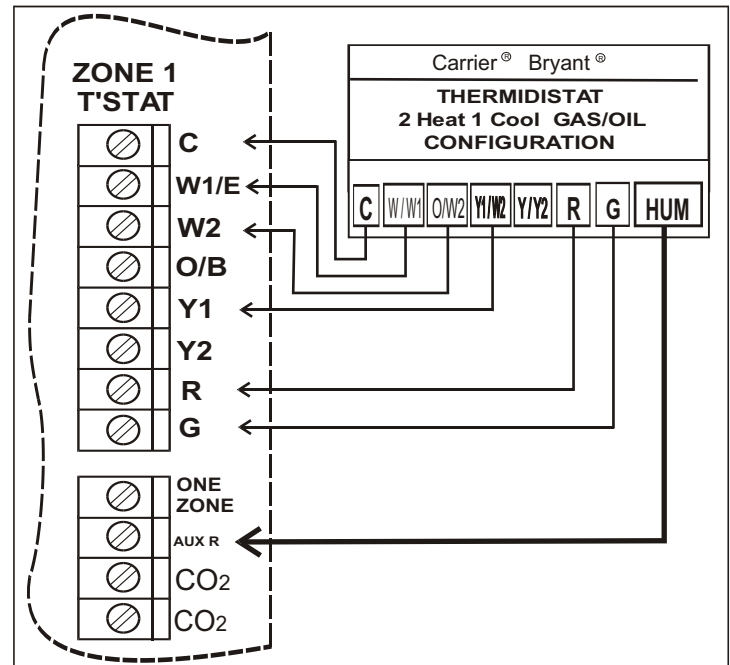 ZONE 1
T'STAT
C
W1/E
W2
O/B
Y1
Y2
R
G
ONE
ZONE
AUX R
CO2
CO2
Carrier ® Bryant ®
THERMIDISTAT
2 Heat 1 Cool GAS/OIL
CONFIGURATION
C W/W1 O/W2 Y1/W2 Y/Y2 R G HUM